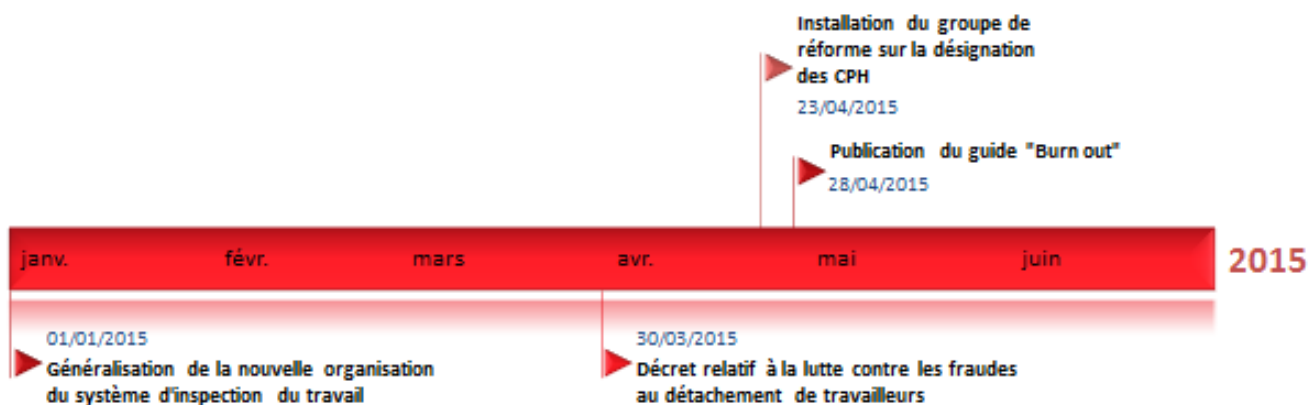 Installation du groupe de
réforme sur la désignation
des CPH
23/04/2015
Publication du guide "Burn out"
28/04/2015
janv. févr. mars avr. mai juin 2015
01/01/2015
Généralisation de la nouvelle organisation
du système d'inspection du travail
30/03/2015
Décret relatif à la lutte contre les fraudes
au détachement de travailleurs